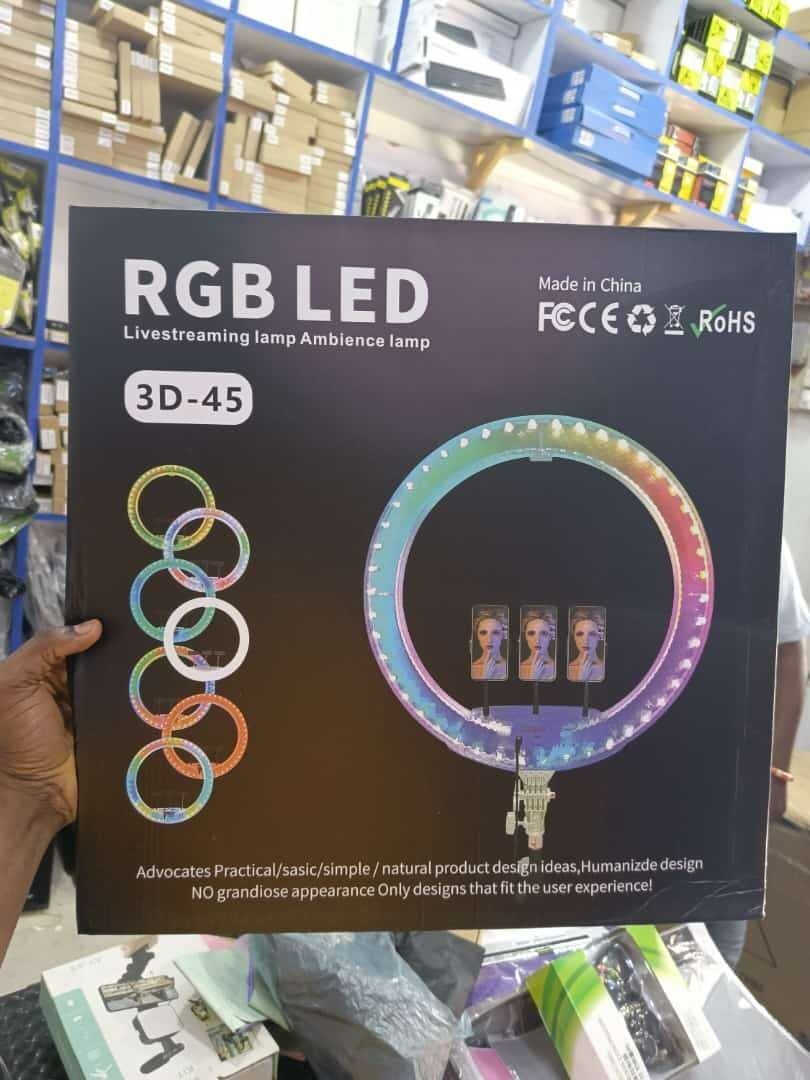 RGB LED
Livestreaming lamp Ambience lamp
3D-45
Made in China
FC CE RoHS
Advocates Practical/sasic/simple / natural product design ideas,Humanizde design
NO grandiose appearance Only designs that fit the user experience!